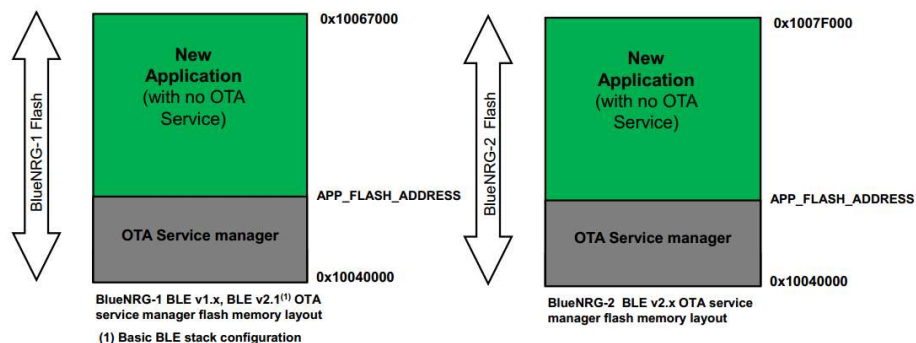 BlueNRG-1 Flash
0x10067000
New
Application
(with no OTA
Service)
APP_FLASH_ADDRESS
OTA Service manager
0x10040000
BlueNRG-1 BLE v1.x, BLE v2.1(1) OTA
service manager flash memory layout
(1) Basic BLE stack configuration
BlueNRG-2 Flash
0x1007F000
New
Application
(with no OTA
Service)
APP_FLASH_ADDRESS
OTA Service manager
0x10040000
BlueNRG-2 BLE v2.x OTA service
manager flash memory layout